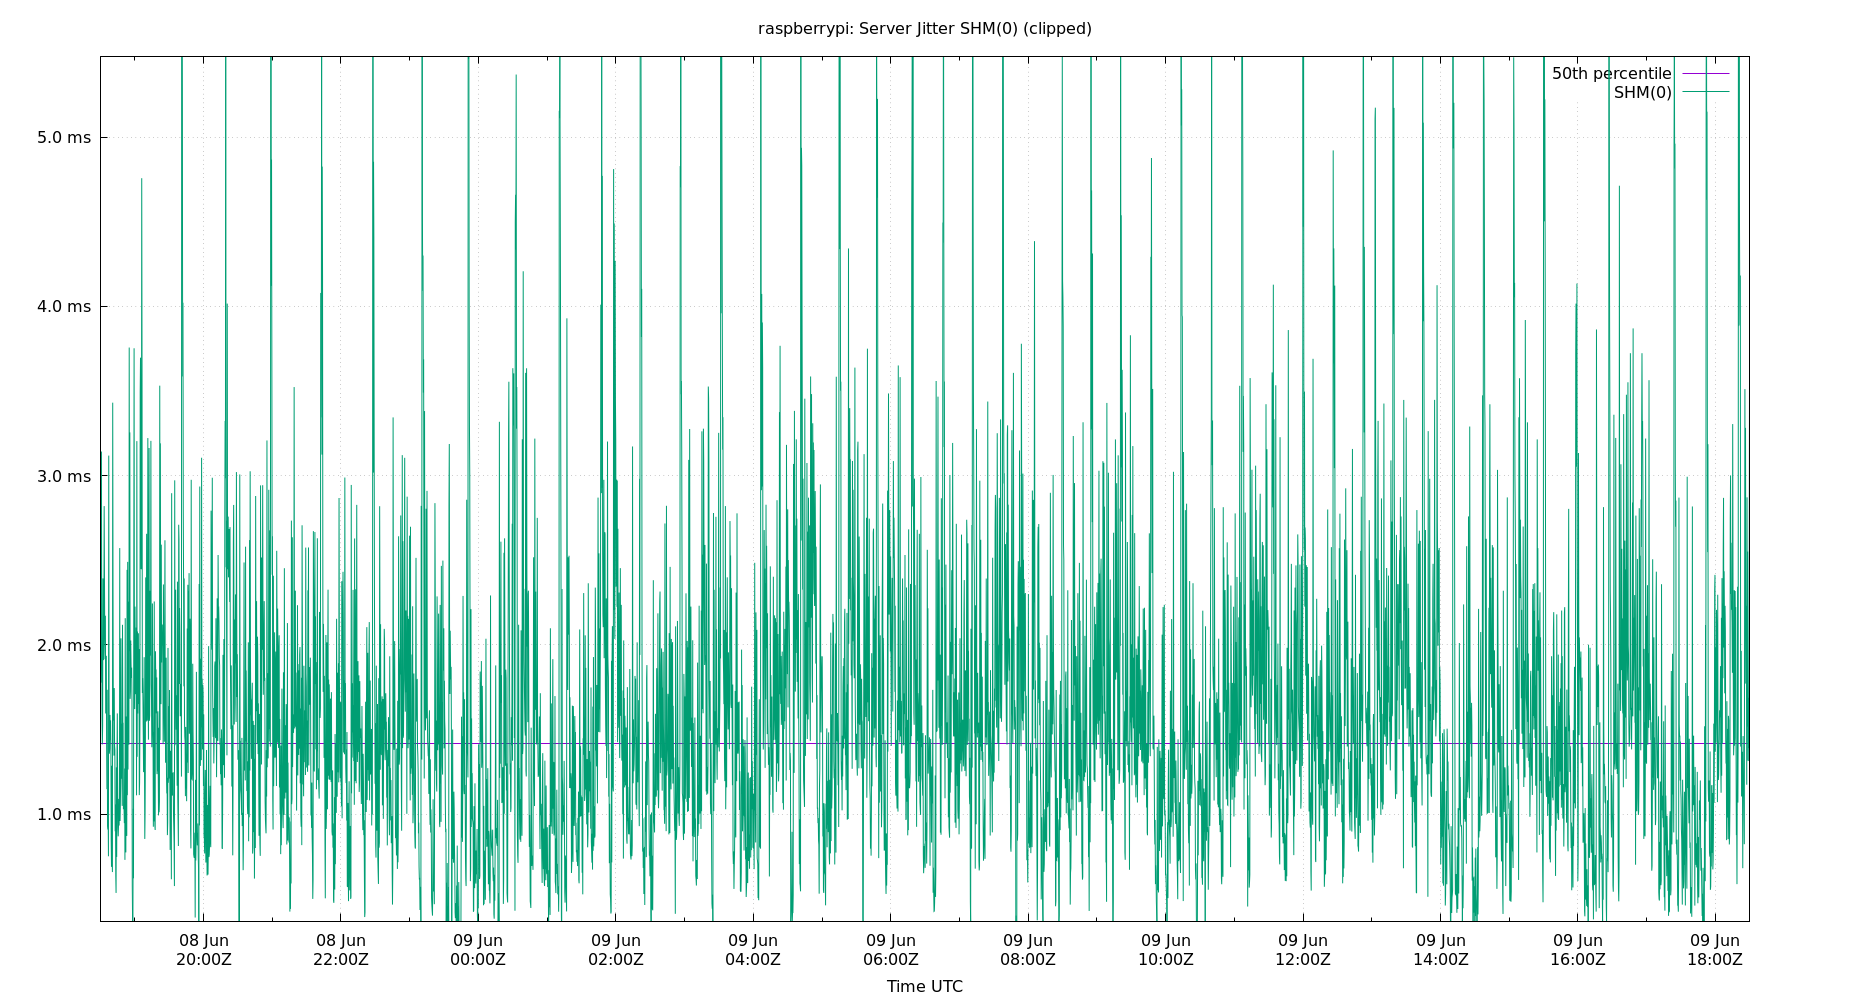 raspberrypi: Server Jitter SHM(0) (clipped)
50th percentile
SHM(0)
5.0 ms
4.0 ms
3.0 ms
2.0 ms
1.0 ms
08 Jun 08 Jun 09 Jun 09 Jun 09 Jun 09 Jun 09 Jun 09 Jun 09 Jun 09 Jun 09 Jun 09 Jun
20:00Z 22:00Z 00:00Z 02:00Z 04:00Z 06:00Z 08:00Z 10:00Z 12:00Z 14:00Z 16:00Z 18:00Z
Time UTC